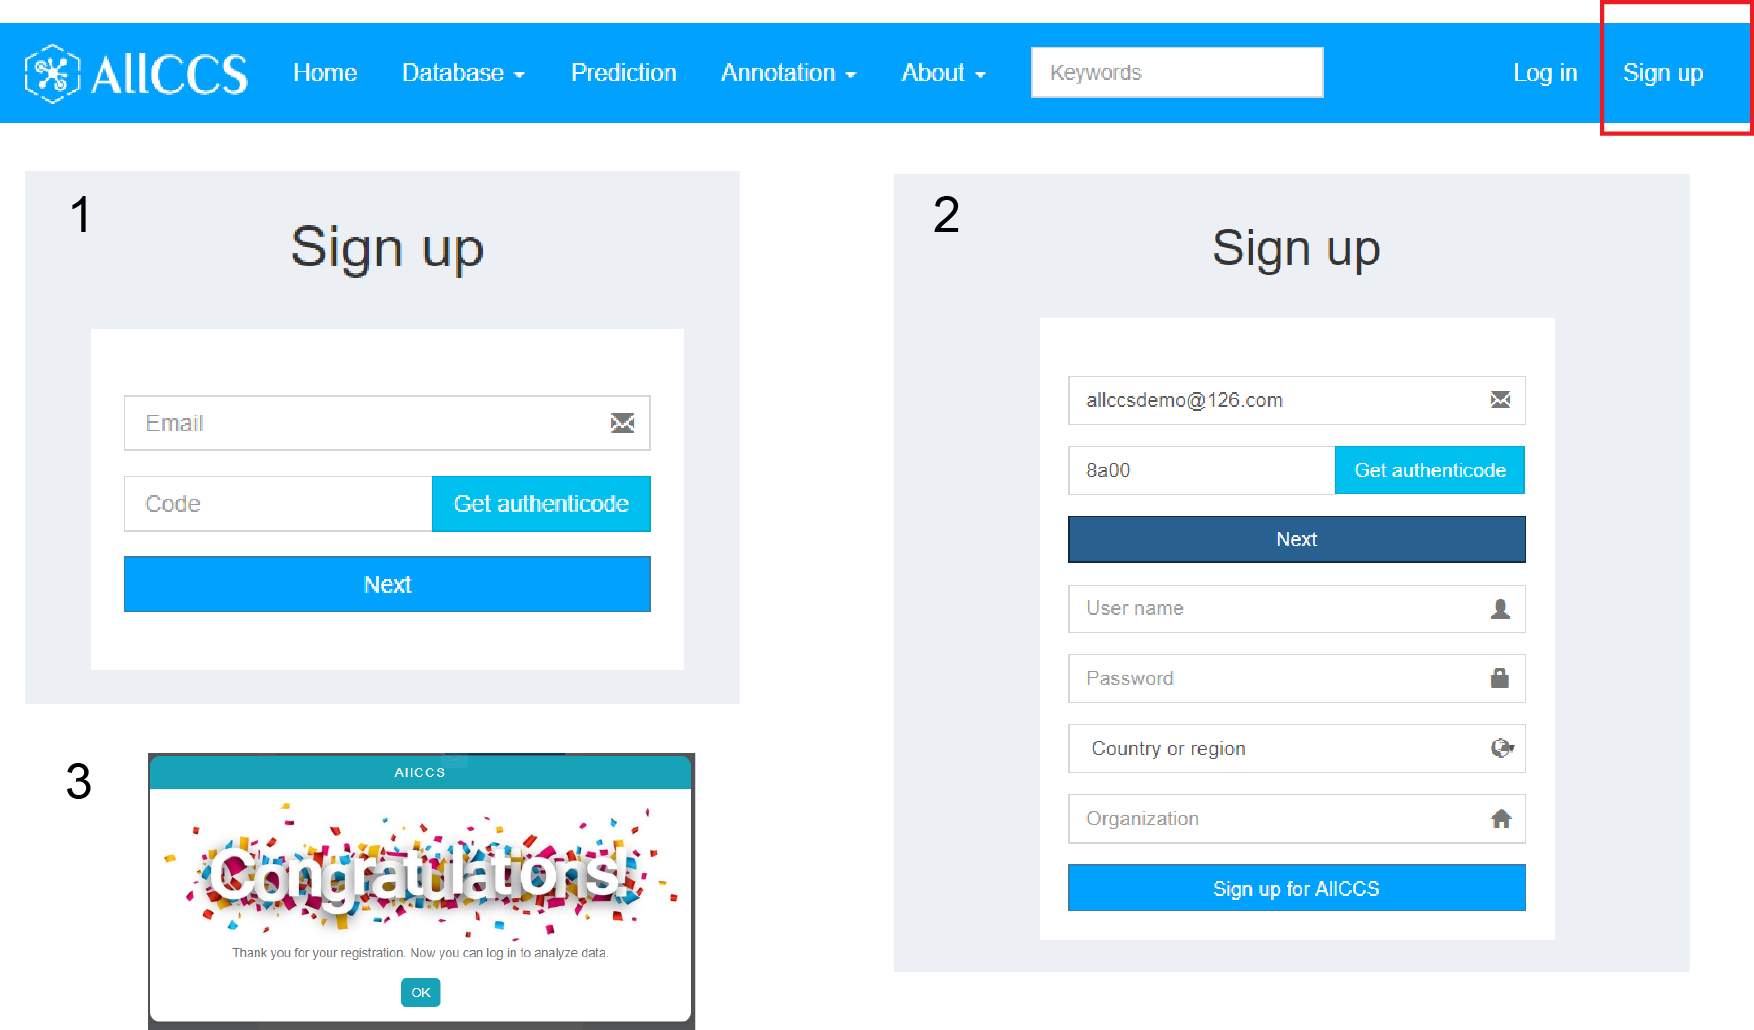 AllCCS Home Database Prediction Annotation About Keywords Log in Sign up
1
Sign up
Email
Code Get authenticode
Next
2
Sign up
allccsdemo@126.com
8a00 Get authenticode
Next
User name
Password
Country or region
Organization
Sign up for AllCCS
3
AllCCS
Congratulations!
Thank you for your registration. Now you can log in to analyze data.
OK